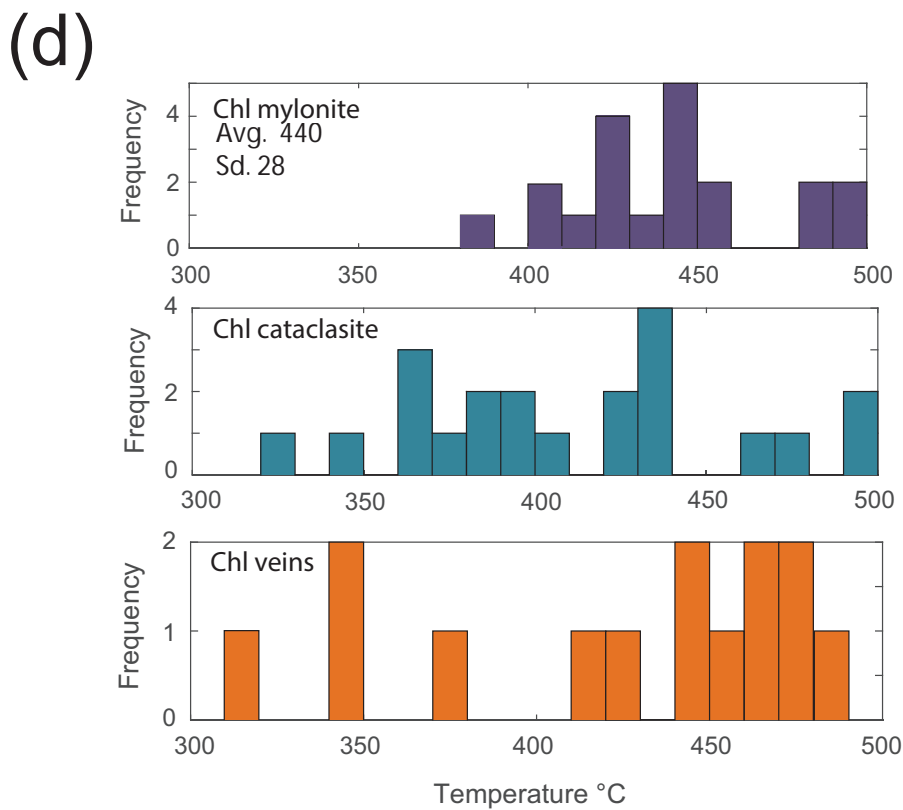 (d)
Frequency
4
2
0
Chl mylonite
Avg. 440
Sd. 28
300 350 400 450 500
Frequency
4
2
0
Chl cataclasite
300 350 400 450 500
Frequency
2
1
0
Chl veins
300 350 400 450 500
Temperature °C